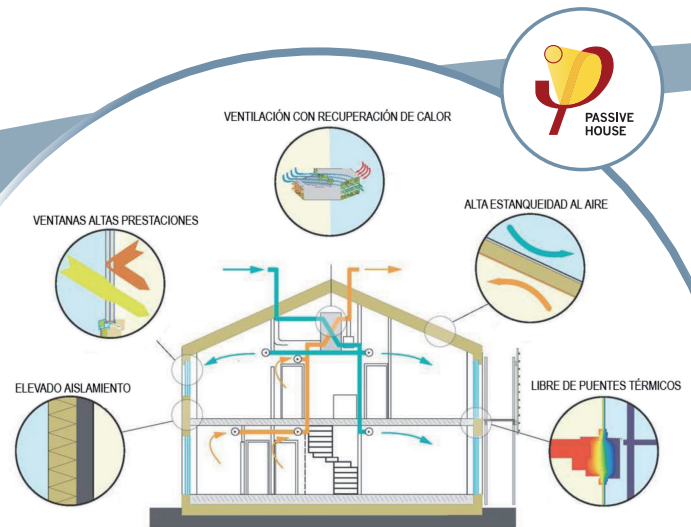 PASSIVE
HOUSE
VENTILACIÓN CON RECUPERACIÓN DE CALOR
VENTANAS ALTAS PRESTACIONES
ALTA ESTANQUEIDAD AL AIRE
ELEVADO AISLAMIENTO
LIBRE DE PUENTES TÉRMICOS